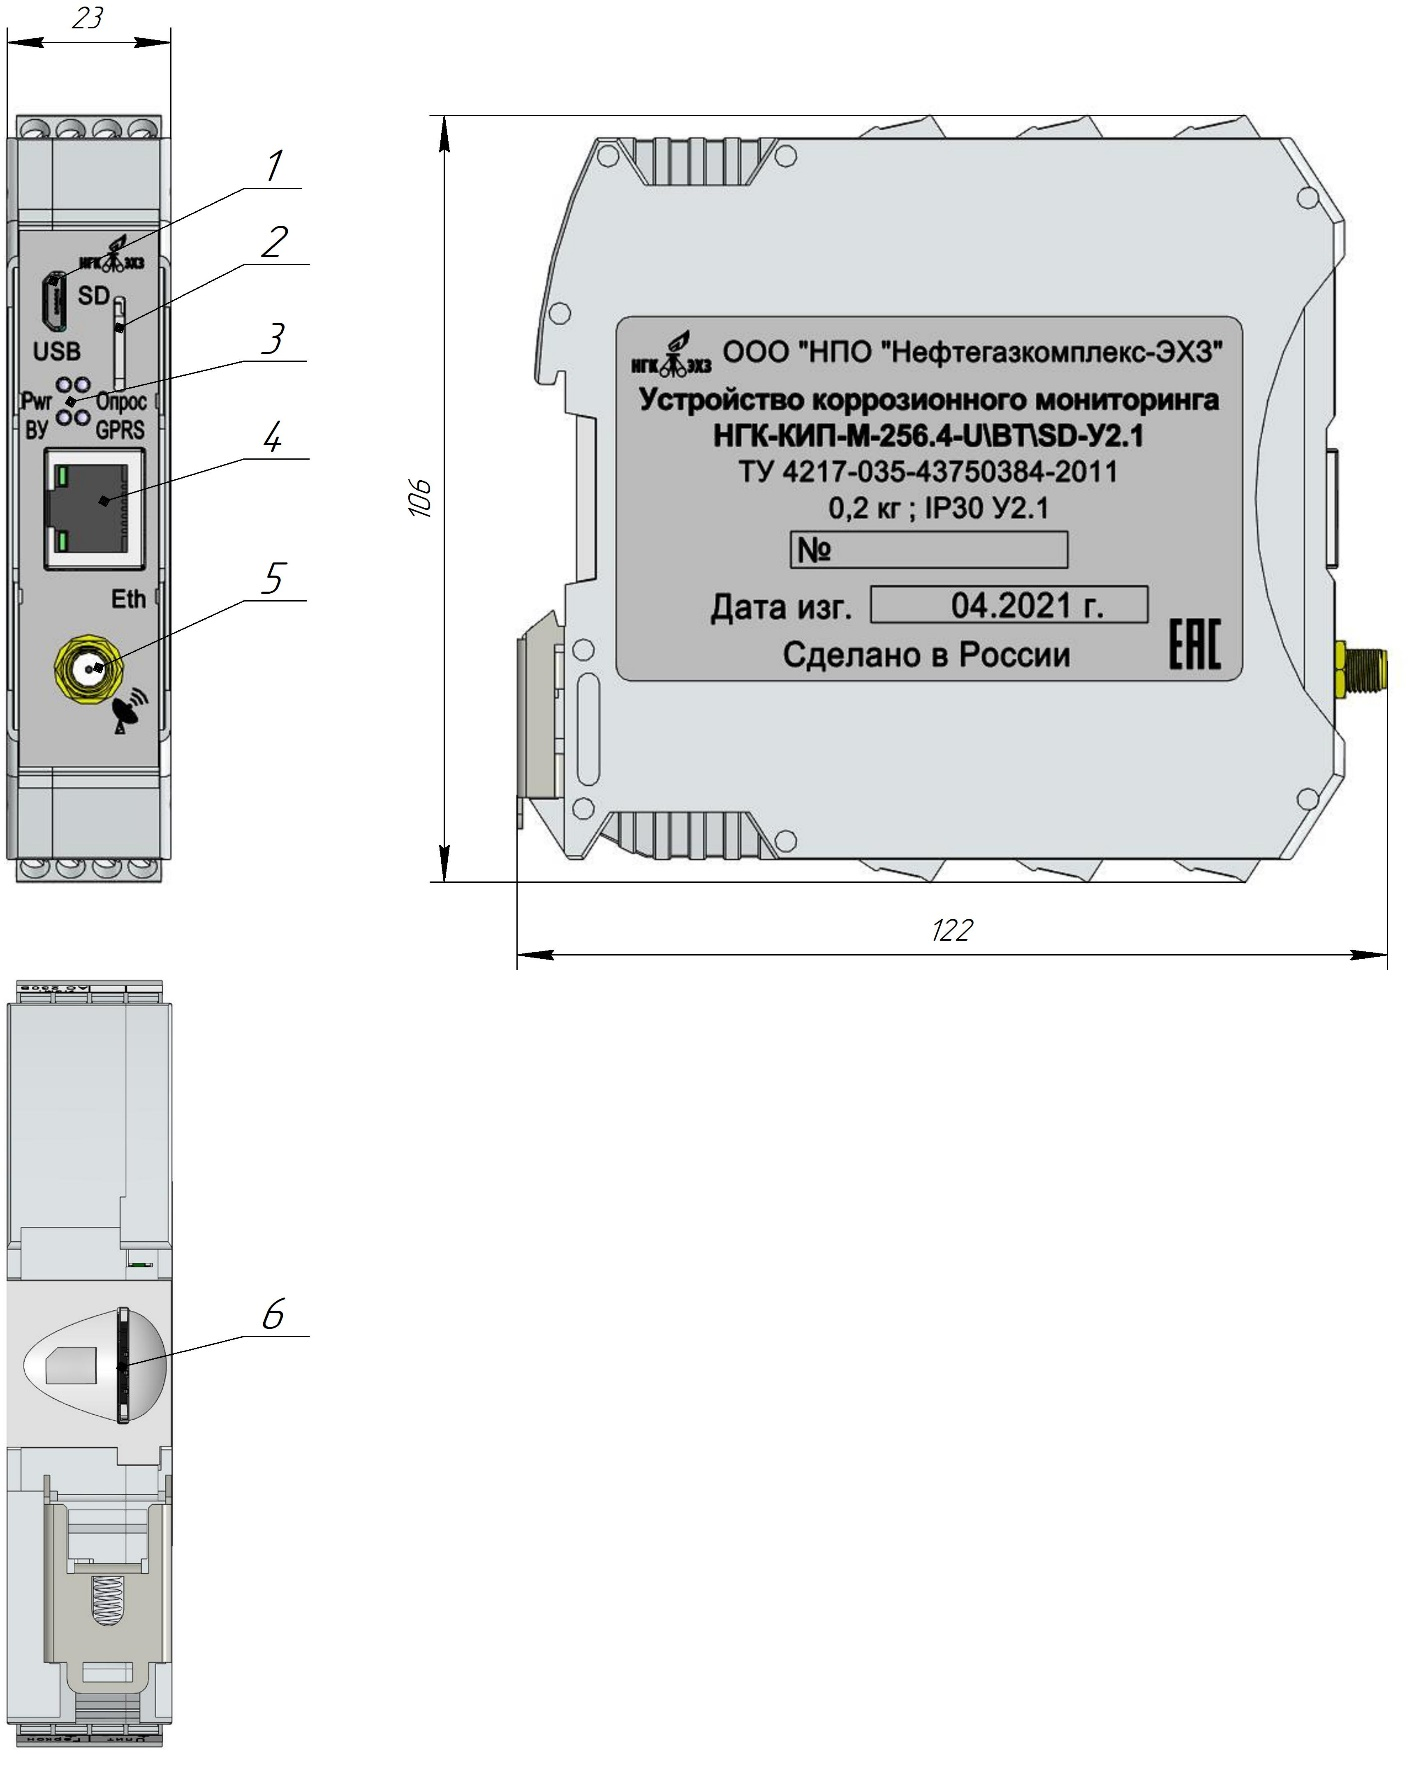 23
1
2
3
4
5
НГК ЭХЗ
SD
USB
Pwr Опрос
ВУ GPRS
Eth
106
122
НГК ЭХЗ ООО "НПО "Нефтегазкомплекс-ЭХЗ"
Устройство коррозионного мониторинга
НГК-КИП-М-256.4-U\BT\SD-У2.1
ТУ 4217-035-43750384-2011
0,2 кг ; IP30 У2.1
№
Дата изг. 04.2021 г.
Сделано в России
EAC
6